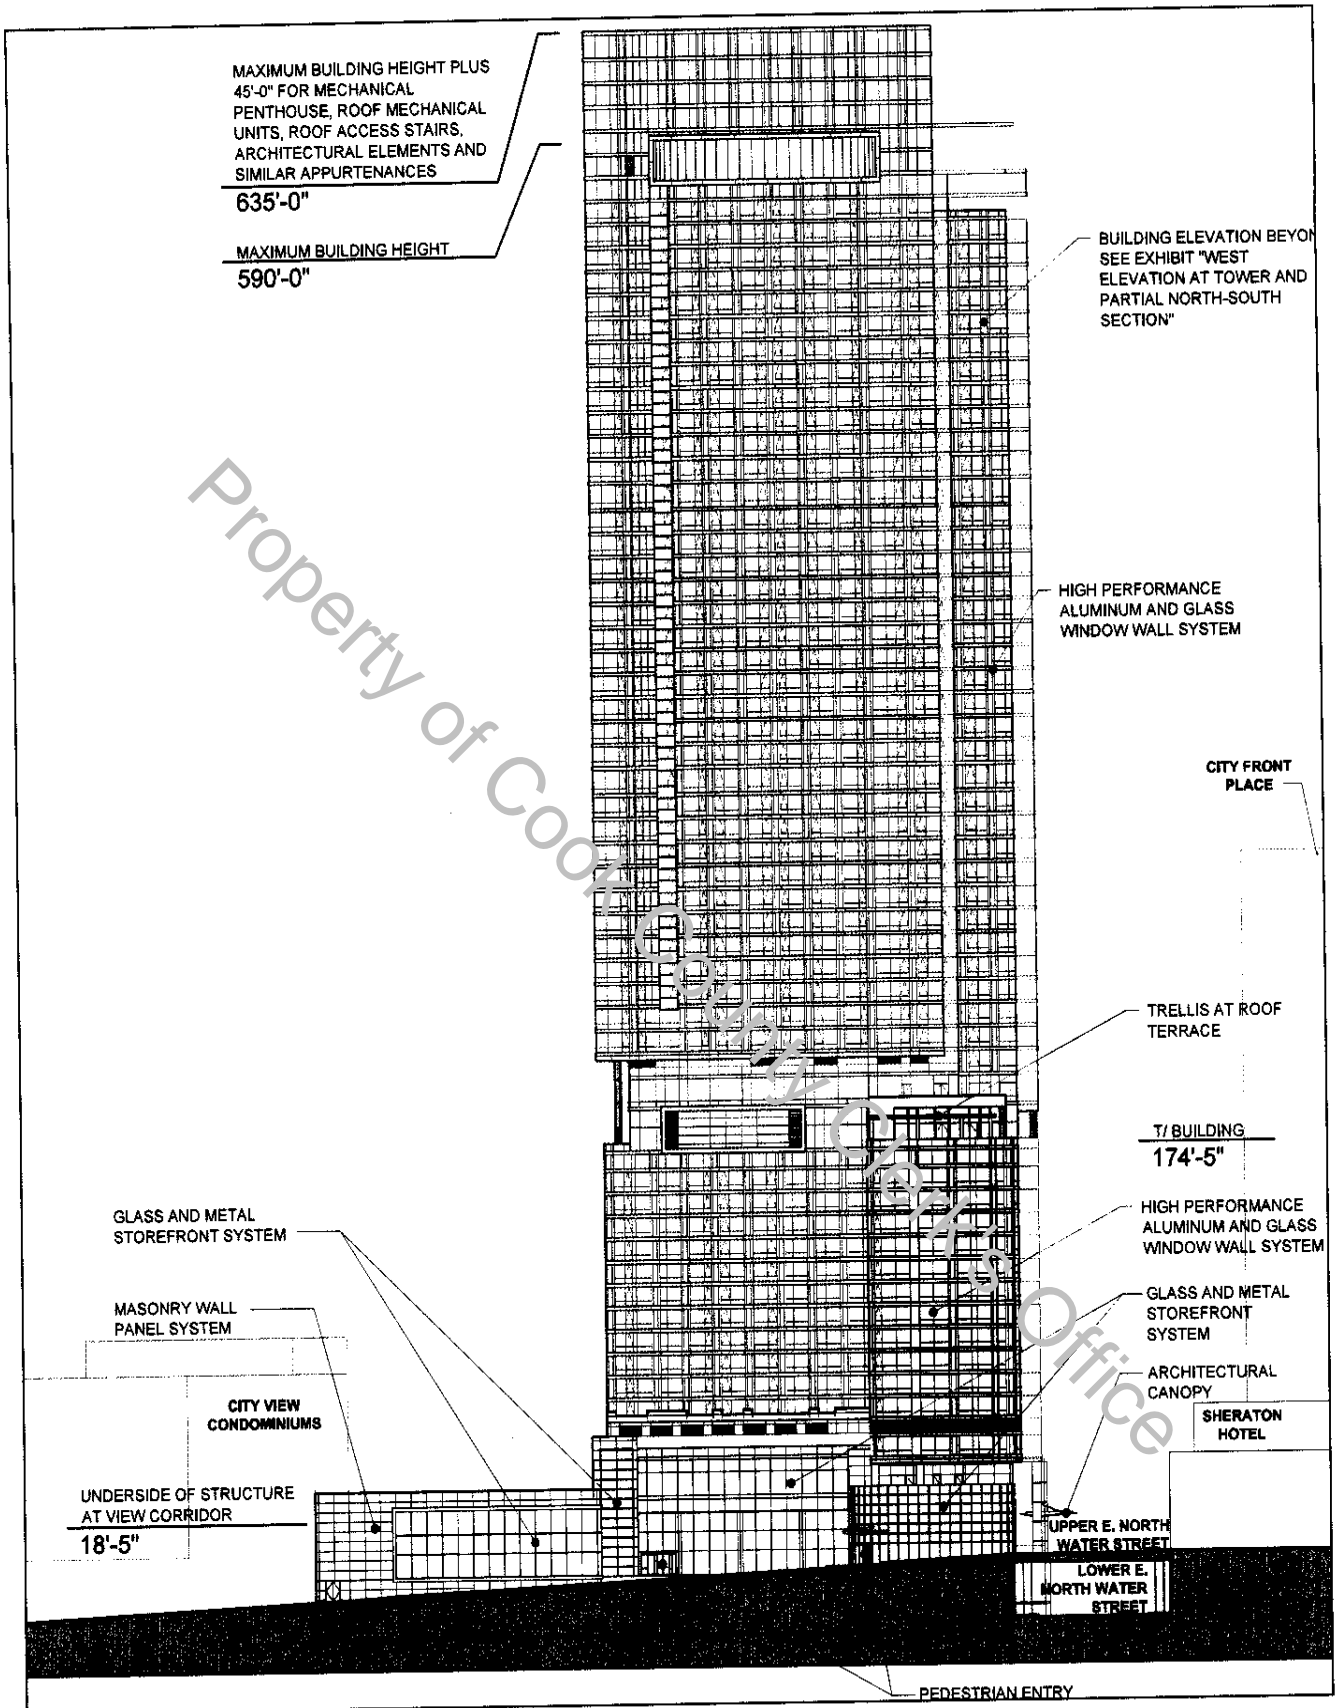 MAXIMUM BUILDING HEIGHT PLUS
45'-0" FOR MECHANICAL
PENTHOUSE, ROOF MECHANICAL
UNITS, ROOF ACCESS STAIRS,
ARCHITECTURAL ELEMENTS AND
SIMILAR APPURTENANCES
635'-0"
MAXIMUM BUILDING HEIGHT
590'-0"
BUILDING ELEVATION BEYON
SEE EXHIBIT "WEST
ELEVATION AT TOWER AND
PARTIAL NORTH-SOUTH
SECTION"
HIGH PERFORMANCE
ALUMINUM AND GLASS
WINDOW WALL SYSTEM
CITY FRONT
PLACE
TRELLIS AT ROOF
TERRACE
T/ BUILDING
174'-5"
HIGH PERFORMANCE
ALUMINUM AND GLASS
WINDOW WALL SYSTEM
GLASS AND METAL
STOREFRONT
SYSTEM
ARCHITECTURAL
CANOPY
SHERATON
HOTEL
GLASS AND METAL
STOREFRONT SYSTEM
MASONRY WALL
PANEL SYSTEM
CITY VIEW
CONDOMINIUMS
UNDERSIDE OF STRUCTURE
AT VIEW CORRIDOR
18'-5"
UPPER E. NORTH
WATER STREET
LOWER E.
NORTH WATER
STREET
PEDESTRIAN ENTRY
Property of Cook County Clerk's Office